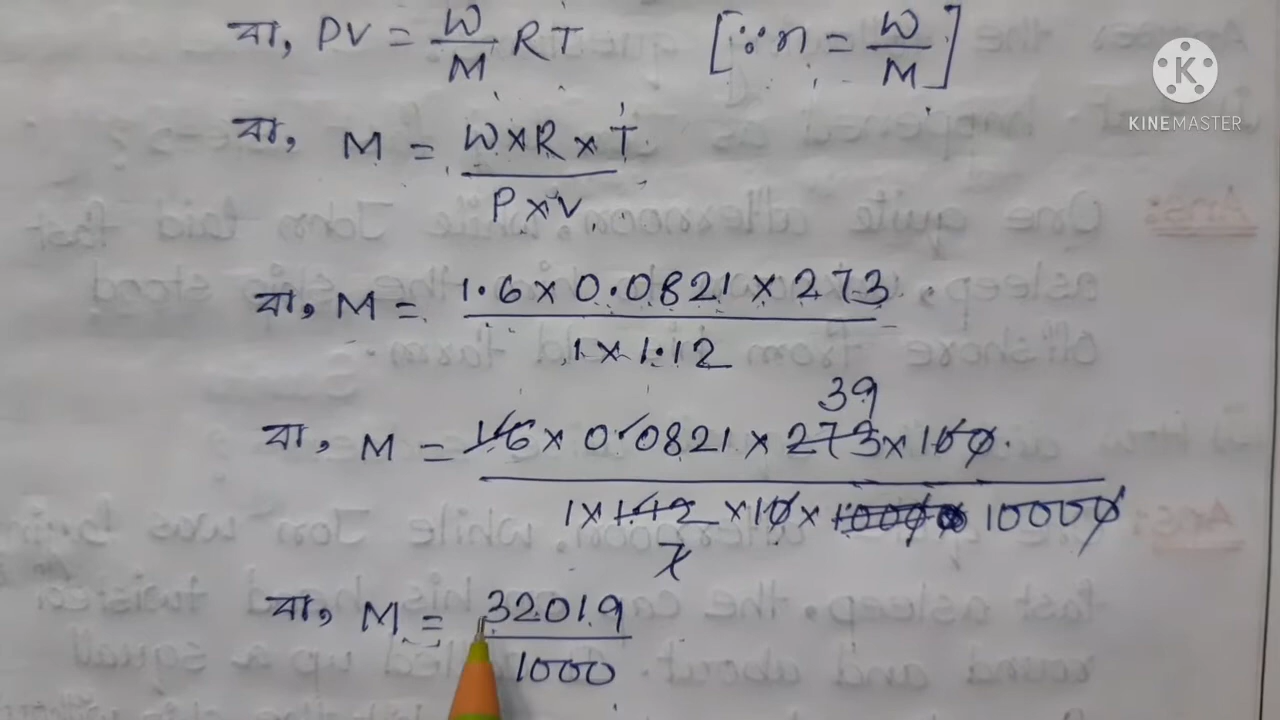 বা, PV = W/M RT [∵ n = W/M]
বা, M = W×R×T / P×V
বা, M = 1.6 × 0.0821 × 273 / 1 × 1.12
39
বা, M = 16 × 0.0821 × 273 × 100 / 1 × 112 × 10 × 10000
7
বা, M = 32019 / 1000
KINEMASTER